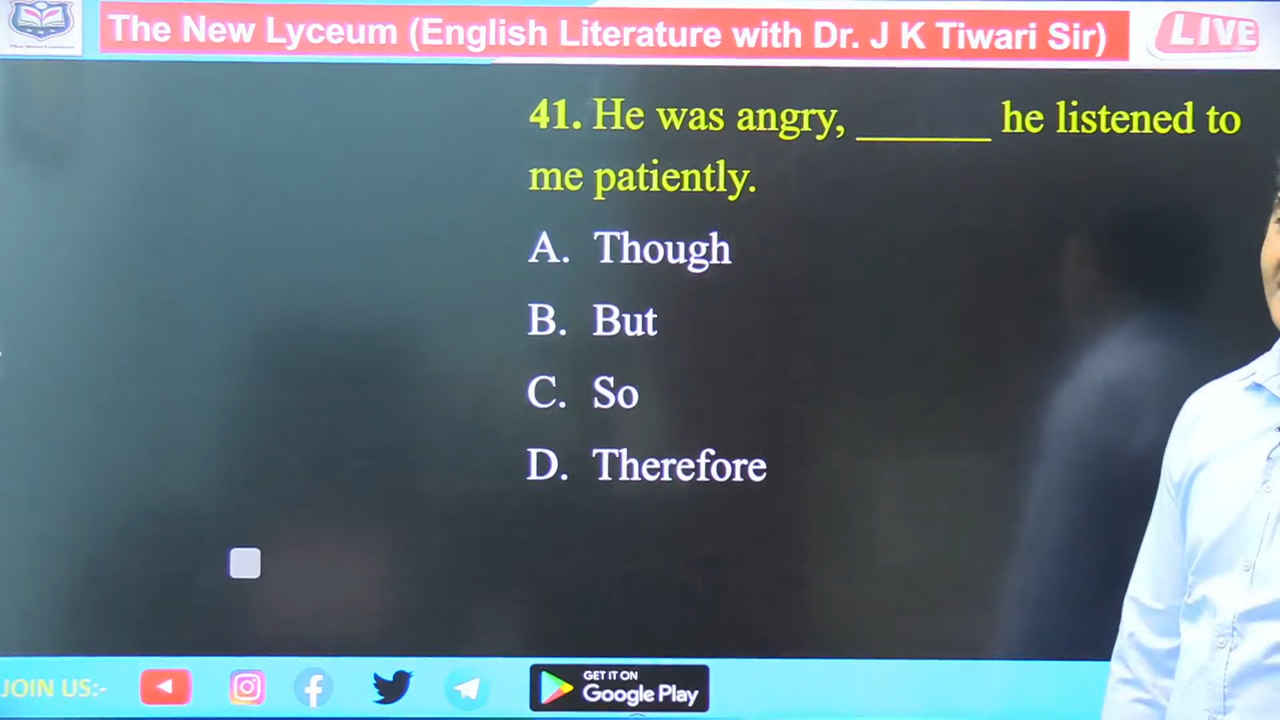 The New Lyceum (English Literature with Dr. J K Tiwari Sir)
LIVE
41. He was angry, ______ he listened to
me patiently.
A. Though
B. But
C. So
D. Therefore
JOIN US:-
GET IT ON
Google Play